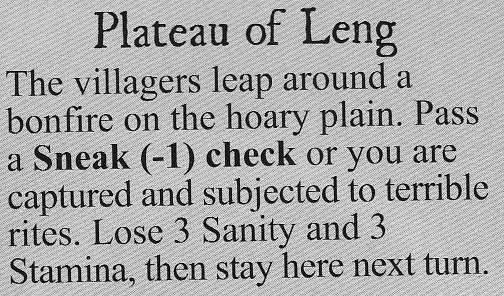 Plateau of Leng
The villagers leap around a
bonfire on the hoary plain. Pass
a Sneak (-1) check or you are
captured and subjected to terrible
rites. Lose 3 Sanity and 3
Stamina, then stay here next turn.